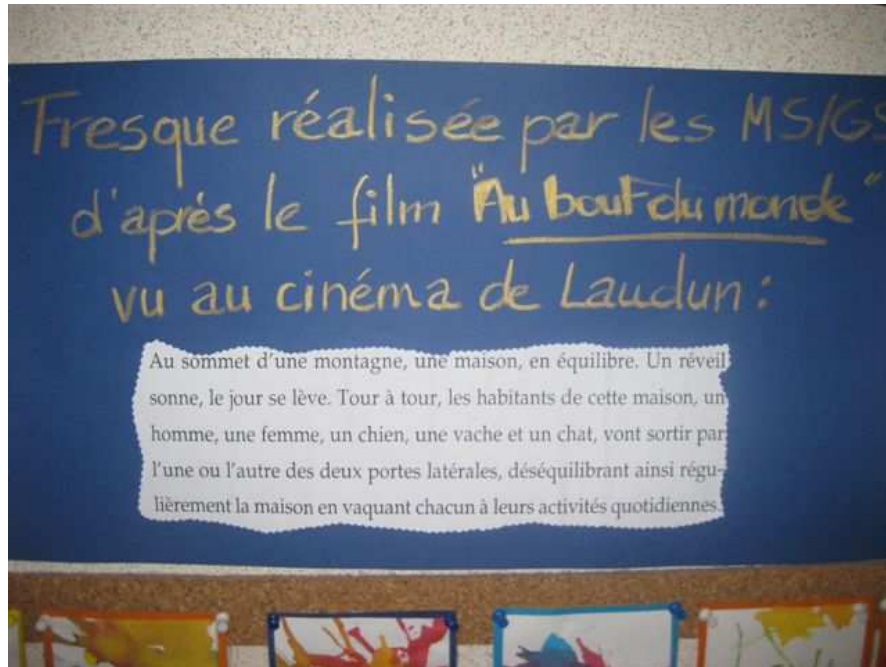 Fresque réalisée par les MS/GS
d'après le film "Au bout du monde"
vu au cinéma de Laudun :
Au sommet d'une montagne, une maison, en équilibre. Un réveil
sonne, le jour se lève. Tour à tour, les habitants de cette maison, un
homme, une femme, un chien, une vache et un chat, vont sortir par
l'une ou l'autre des deux portes latérales, déséquilibrant ainsi régu-
lièrement la maison en vaquant chacun à leurs activités quotidiennes.